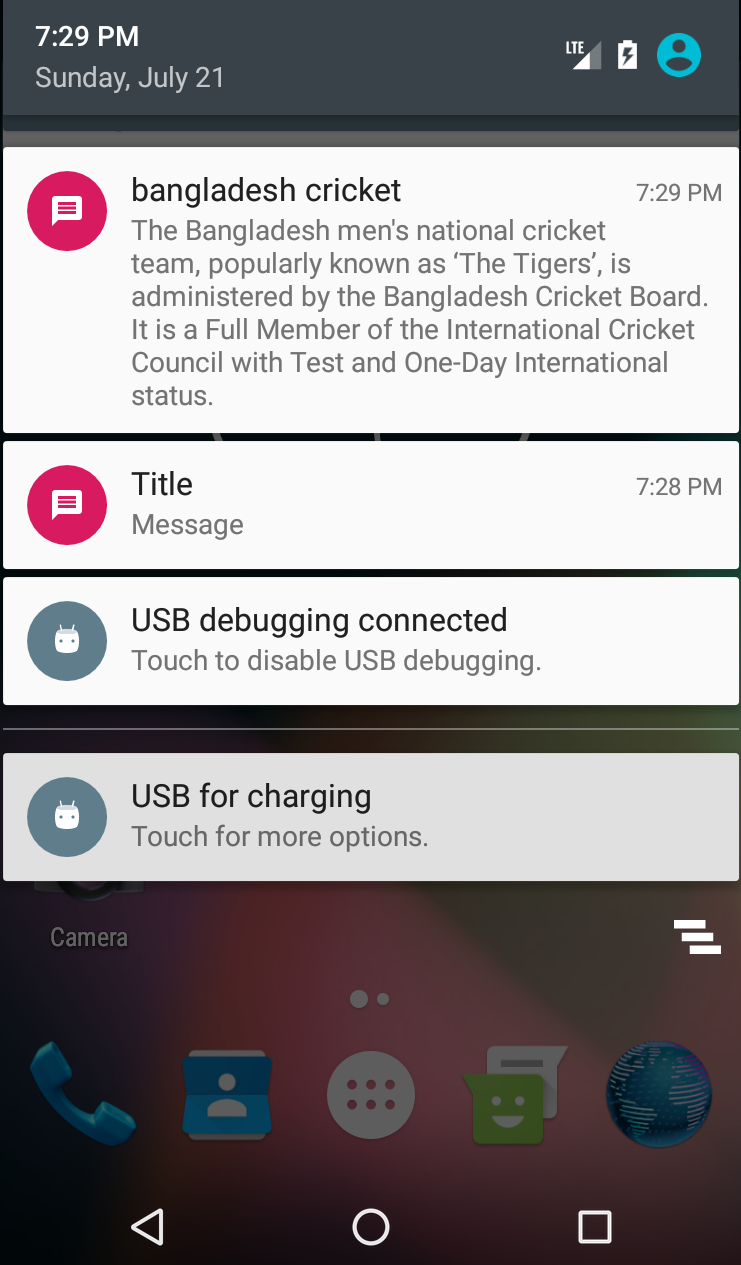 7:29 PM
LTE
Sunday, July 21
bangladesh cricket
7:29 PM
The Bangladesh men's national cricket
team, popularly known as ‘The Tigers’, is
administered by the Bangladesh Cricket Board.
It is a Full Member of the International Cricket
Council with Test and One-Day International
status.
Title
7:28 PM
Message
USB debugging connected
Touch to disable USB debugging.
USB for charging
Touch for more options.
Camera